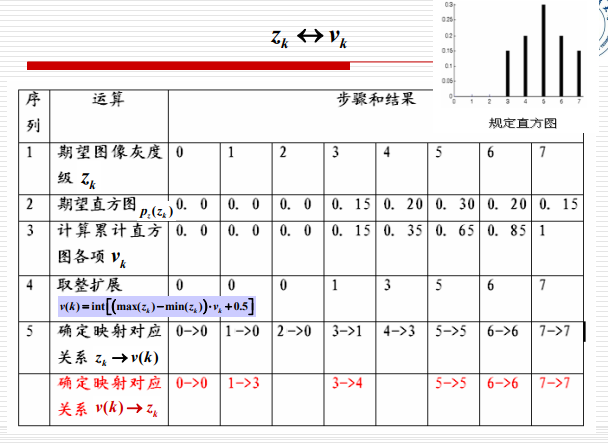 z_k ↔ v_k
0.3
0.25
0.2
0.15
0.1
0.05
0
0 1 2 3 4 5 6 7
规定直方图
序列 运算 步骤和结果
1 期望图像灰度级 z_k 0 1 2 3 4 5 6 7
2 期望直方图 p_z(z_k) 0. 0 0. 0 0. 0 0. 15 0. 20 0. 30 0. 20 0. 15
3 计算累计直方图各项 v_k 0. 0 0. 0 0. 0 0. 15 0. 35 0. 65 0. 85 1
4 取整扩展 0 0 0 1 3 5 6 7
v(k)=int[(max(z_k)−min(z_k))·v_k+0.5]
5 确定映射对应关系 z_k→v(k) 0->0 1->0 2->0 3->1 4->3 5->5 6->6 7->7
确定映射对应关系 v(k)→z_k 0->0 1->3 3->4 5->5 6->6 7->7